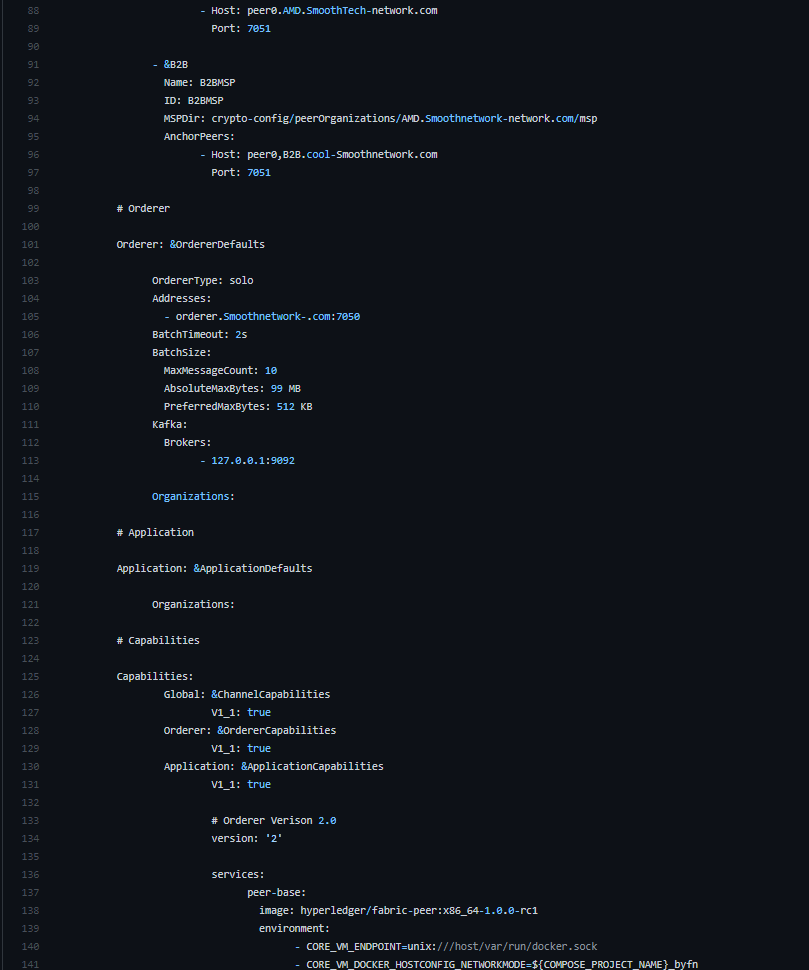 88 - Host: peer0.AMD.SmoothTech-network.com
89 Port: 7051
90
91 - &B2B
92 Name: B2BMSP
93 ID: B2BMSP
94 MSPDir: crypto-config/peerOrganizations/AMD.Smoothnetwork-network.com/msp
95 AnchorPeers:
96 - Host: peer0,B2B.cool-Smoothnetwork.com
97 Port: 7051
98
99 # Orderer
100
101 Orderer: &OrdererDefaults
102
103 OrdererType: solo
104 Addresses:
105 - orderer.Smoothnetwork-.com:7050
106 BatchTimeout: 2s
107 BatchSize:
108 MaxMessageCount: 10
109 AbsoluteMaxBytes: 99 MB
110 PreferredMaxBytes: 512 KB
111 Kafka:
112 Brokers:
113 - 127.0.0.1:9092
114
115 Organizations:
116
117 # Application
118
119 Application: &ApplicationDefaults
120
121 Organizations:
122
123 # Capabilities
124
125 Capabilities:
126 Global: &ChannelCapabilities
127 V1_1: true
128 Orderer: &OrdererCapabilities
129 V1_1: true
130 Application: &ApplicationCapabilities
131 V1_1: true
132
133 # Orderer Verison 2.0
134 version: '2'
135
136 services:
137 peer-base:
138 image: hyperledger/fabric-peer:x86_64-1.0.0-rc1
139 environment:
140 - CORE_VM_ENDPOINT=unix:///host/var/run/docker.sock
141 - CORE_VM_DOCKER_HOSTCONFIG_NETWORKMODE=${COMPOSE_PROJECT_NAME}_byfn